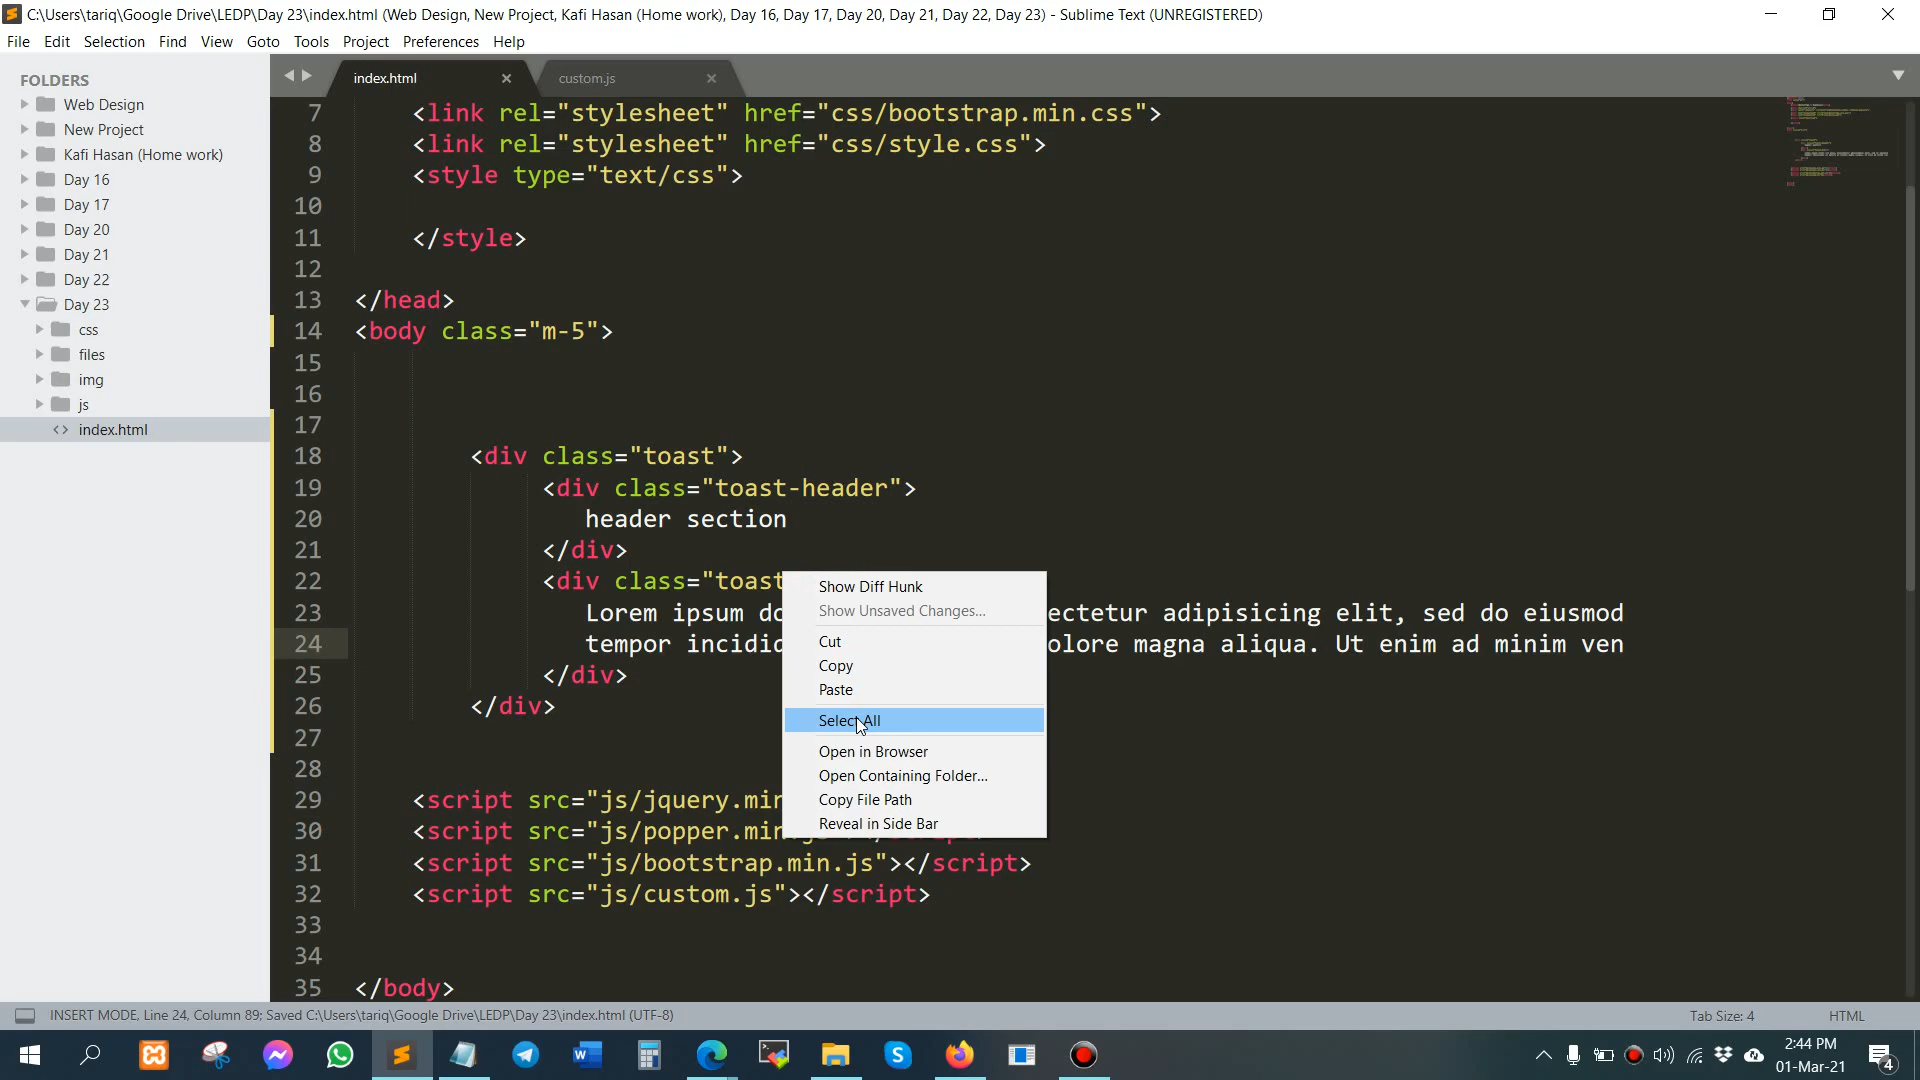 C:\Users\tariq\Google Drive\LEDP\Day 23\index.html (Web Design, New Project, Kafi Hasan (Home work), Day 16, Day 17, Day 20, Day 21, Day 22, Day 23) - Sublime Text (UNREGISTERED)
File Edit Selection Find View Goto Tools Project Preferences Help
FOLDERS
Web Design
New Project
Kafi Hasan (Home work)
Day 16
Day 17
Day 20
Day 21
Day 22
Day 23
css
files
img
js
index.html
index.html custom.js
7 <link rel="stylesheet" href="css/bootstrap.min.css">
8 <link rel="stylesheet" href="css/style.css">
9 <style type="text/css">
10
11 </style>
12
13 </head>
14 <body class="m-5">
15
16
17
18 <div class="toast">
19 <div class="toast-header">
20 header section
21 </div>
22 <div class="toast
23 Lorem ipsum do ectetur adipisicing elit, sed do eiusmod
24 tempor incidid olore magna aliqua. Ut enim ad minim ven
25 </div>
26 </div>
27
28
29 <script src="js/jquery.min
30 <script src="js/popper.min
31 <script src="js/bootstrap.min.js"></script>
32 <script src="js/custom.js"></script>
33
34
35 </body>
Show Diff Hunk
Show Unsaved Changes...
Cut
Copy
Paste
Select All
Open in Browser
Open Containing Folder...
Copy File Path
Reveal in Side Bar
INSERT MODE, Line 24, Column 89; Saved C:\Users\tariq\Google Drive\LEDP\Day 23\index.html (UTF-8) Tab Size: 4 HTML
2:44 PM
01-Mar-21
4